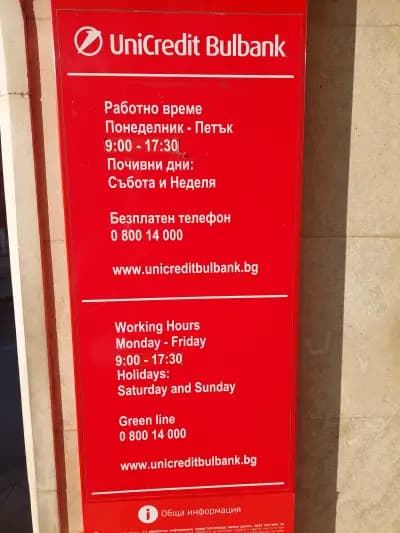 UniCredit Bulbank
Работно време
Понеделник - Петък
9:00 - 17:30
Почивни дни:
Събота и Неделя
Безплатен телефон
0 800 14 000
www.unicreditbulbank.bg
Working Hours
Monday - Friday
9:00 - 17:30
Holidays:
Saturday and Sunday
Green line
0 800 14 000
www.unicreditbulbank.bg
Обща информация